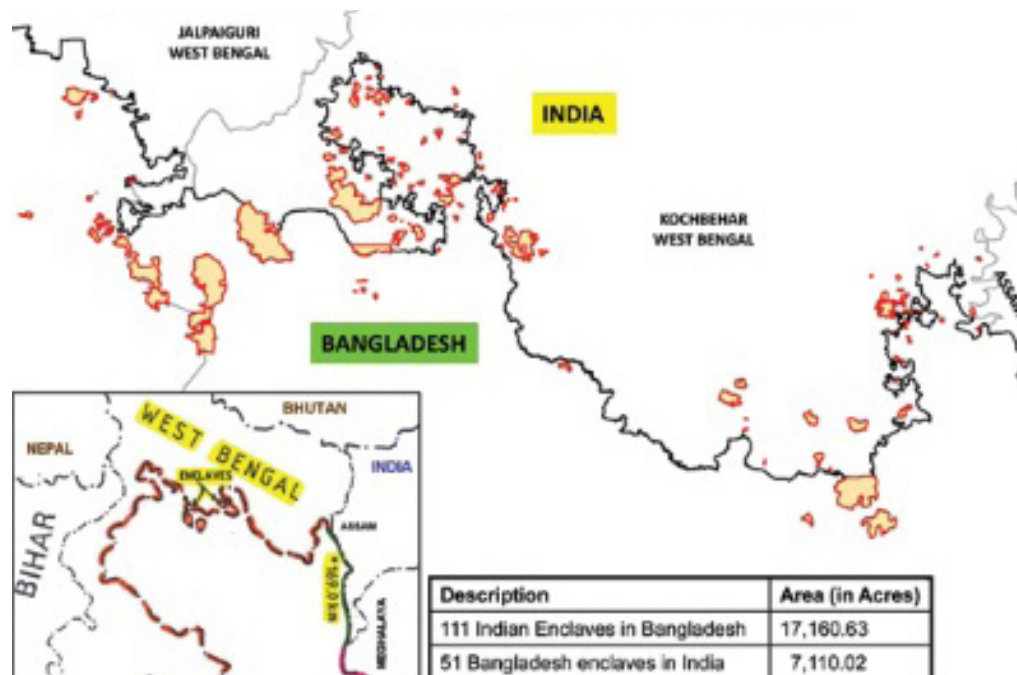 JALPAIGURI
WEST BENGAL
INDIA
KOCHBEHAR
WEST BENGAL
ASSAM
BANGLADESH
WEST BENGAL
BHUTAN
NEPAL
INDIA
ENCLAVES
ASSAM
BIHAR
MEGHALAYA
Description Area (in Acres)
111 Indian Enclaves in Bangladesh 17,160.63
51 Bangladesh enclaves in India 7,110.02